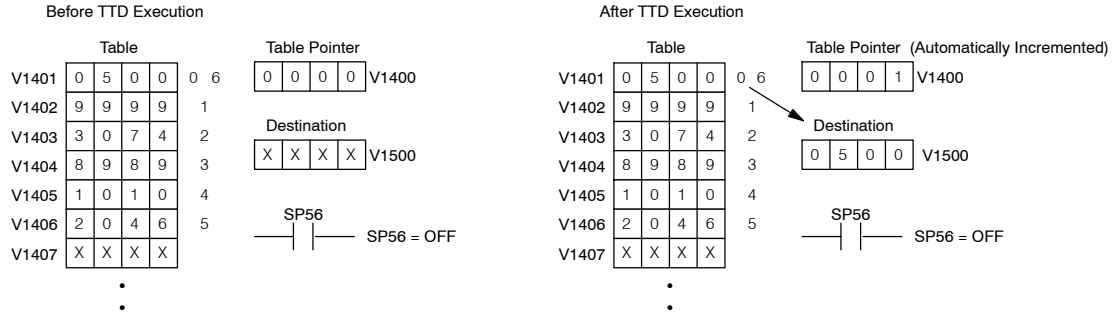 Before TTD Execution
After TTD Execution
Table
Table Pointer
V1401 0 5 0 0 0 6
0 0 0 0 V1400
V1402 9 9 9 9 1
V1403 3 0 7 4 2
Destination
V1404 8 9 8 9 3
X X X X V1500
V1405 1 0 1 0 4
V1406 2 0 4 6 5
SP56
SP56 = OFF
V1407 X X X X
Table
Table Pointer (Automatically Incremented)
V1401 0 5 0 0 0 6
0 0 0 1 V1400
V1402 9 9 9 9 1
V1403 3 0 7 4 2
Destination
V1404 8 9 8 9 3
0 5 0 0 V1500
V1405 1 0 1 0 4
V1406 2 0 4 6 5
SP56
SP56 = OFF
V1407 X X X X